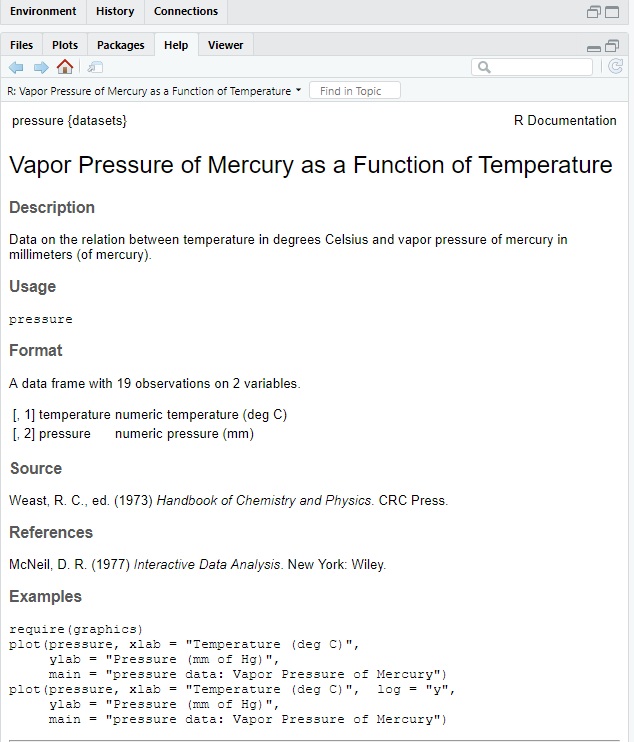 Environment History Connections
Files Plots Packages Help Viewer
R: Vapor Pressure of Mercury as a Function of Temperature Find in Topic
pressure {datasets} R Documentation
Vapor Pressure of Mercury as a Function of Temperature
Description
Data on the relation between temperature in degrees Celsius and vapor pressure of mercury in
millimeters (of mercury).
Usage
pressure
Format
A data frame with 19 observations on 2 variables.
[, 1] temperature numeric temperature (deg C)
[, 2] pressure numeric pressure (mm)
Source
Weast, R. C., ed. (1973) Handbook of Chemistry and Physics. CRC Press.
References
McNeil, D. R. (1977) Interactive Data Analysis. New York: Wiley.
Examples
require(graphics)
plot(pressure, xlab = "Temperature (deg C)",
     ylab = "Pressure (mm of Hg)",
     main = "pressure data: Vapor Pressure of Mercury")
plot(pressure, xlab = "Temperature (deg C)",  log = "y",
     ylab = "Pressure (mm of Hg)",
     main = "pressure data: Vapor Pressure of Mercury")